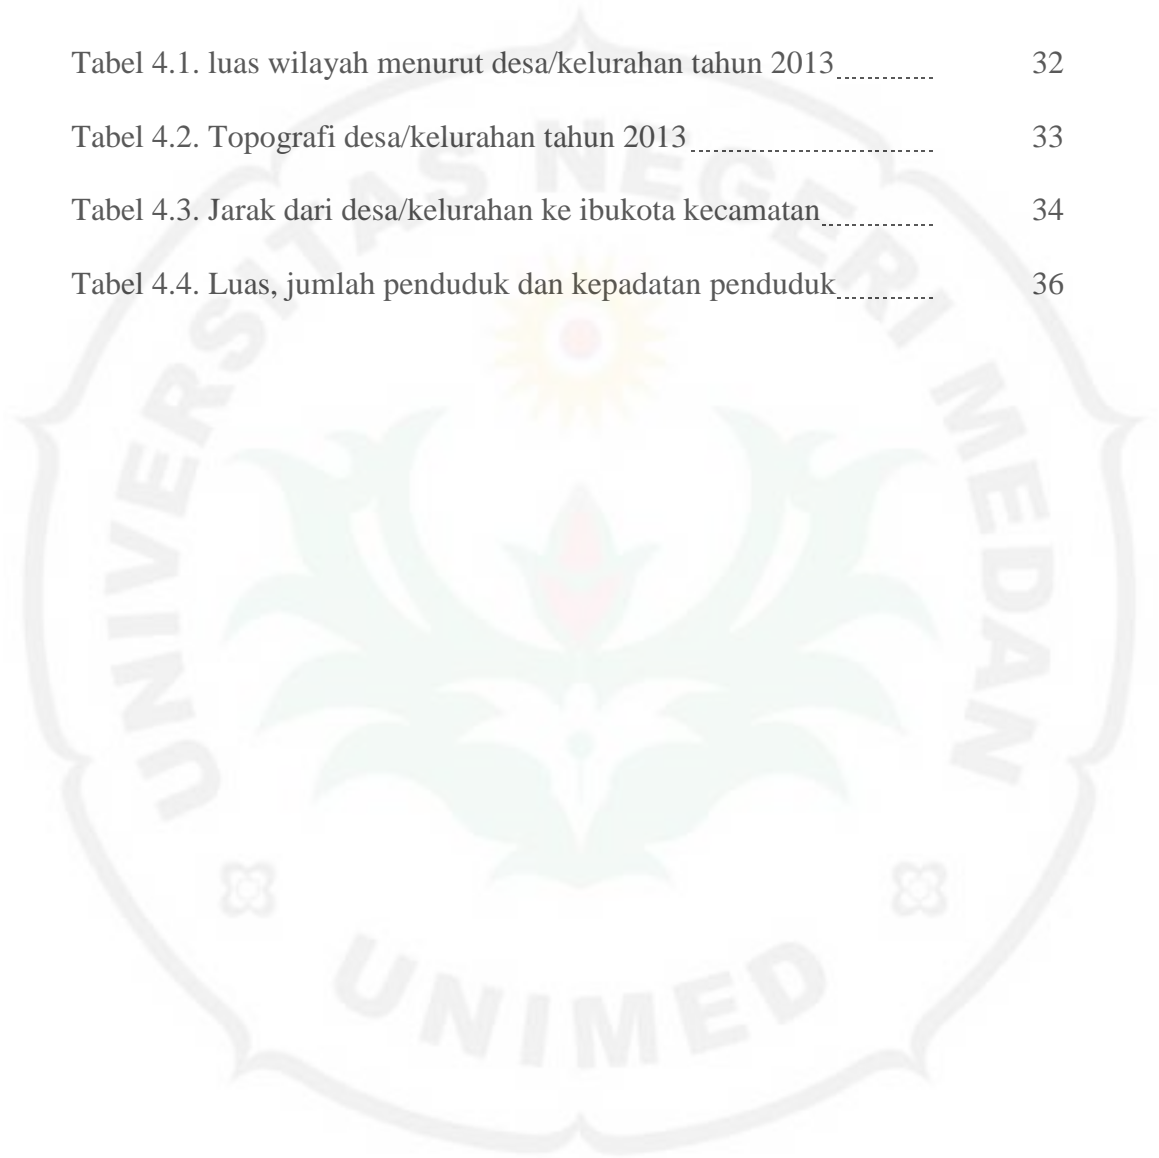 Tabel 4.1. luas wilayah menurut desa/kelurahan tahun 2013 32
Tabel 4.2. Topografi desa/kelurahan tahun 2013 33
Tabel 4.3. Jarak dari desa/kelurahan ke ibukota kecamatan 34
Tabel 4.4. Luas, jumlah penduduk dan kepadatan penduduk 36
UNIVERSITAS NEGERI MEDAN
UNIMED